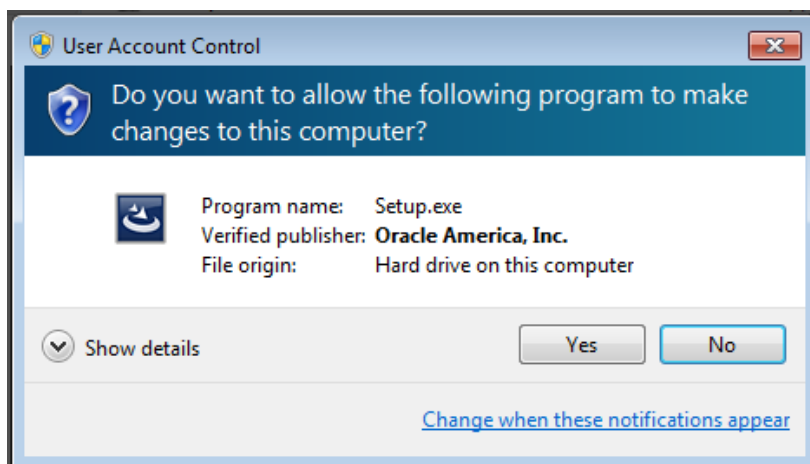 User Account Control
Do you want to allow the following program to make
changes to this computer?
Program name: Setup.exe
Verified publisher: Oracle America, Inc.
File origin: Hard drive on this computer
Show details
Yes
No
Change when these notifications appear